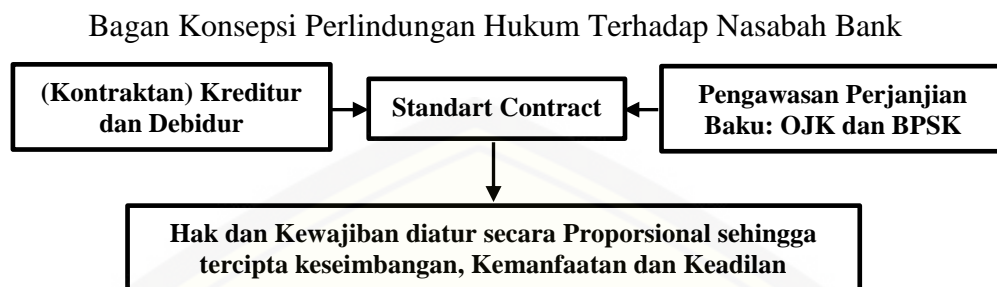 Bagan Konsepsi Perlindungan Hukum Terhadap Nasabah Bank
(Kontraktan) Kreditur
dan Debidur
Standart Contract
Pengawasan Perjanjian
Baku: OJK dan BPSK
Hak dan Kewajiban diatur secara Proporsional sehingga
tercipta keseimbangan, Kemanfaatan dan Keadilan